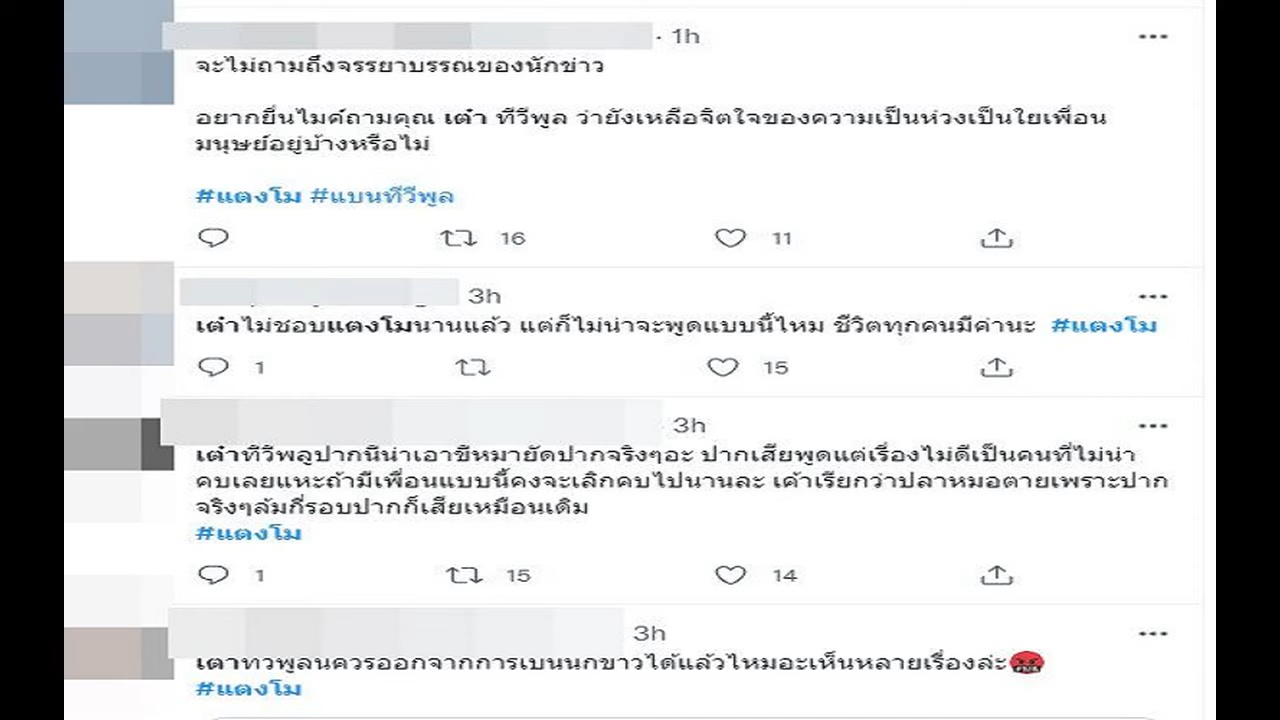 · 1h
จะไม่ถามถึงจรรยาบรรณของนักข่าว
อยากยื่นไมค์ถามคุณ เต๋า ทีวีพูล ว่ายังเหลือจิตใจของความเป็นห่วงเป็นใยเพื่อน
มนุษย์อยู่บ้างหรือไม่
#แตงโม #แบนทีวีพูล
16 11
3h
เต๋าไม่ชอบแตงโมนานแล้ว แต่ก็ไม่น่าจะพูดแบบนี้ไหม ชีวิตทุกคนมีค่านะ #แตงโม
1 15
3h
เต๋าทีวีพลูปากนี่น่าเอาขี้หมายัดปากจริงๆอะ ปากเสียพูดแต่เรื่องไม่ดีเป็นคนที่ไม่น่า
คบเลยแหะถ้ามีเพื่อนแบบนี้คงจะเลิกคบไปนานละ เค้าเรียกว่าปลาหมอตายเพราะปาก
จริงๆล้มกี่รอบปากก็เสียเหมือนเดิม
#แตงโม
1 15 14
3h
เต๋าทีวีพูลนี่ควรออกจากการเป็นนักข่าวได้แล้วไหมอะเห็นหลายเรื่องล่ะ
#แตงโม